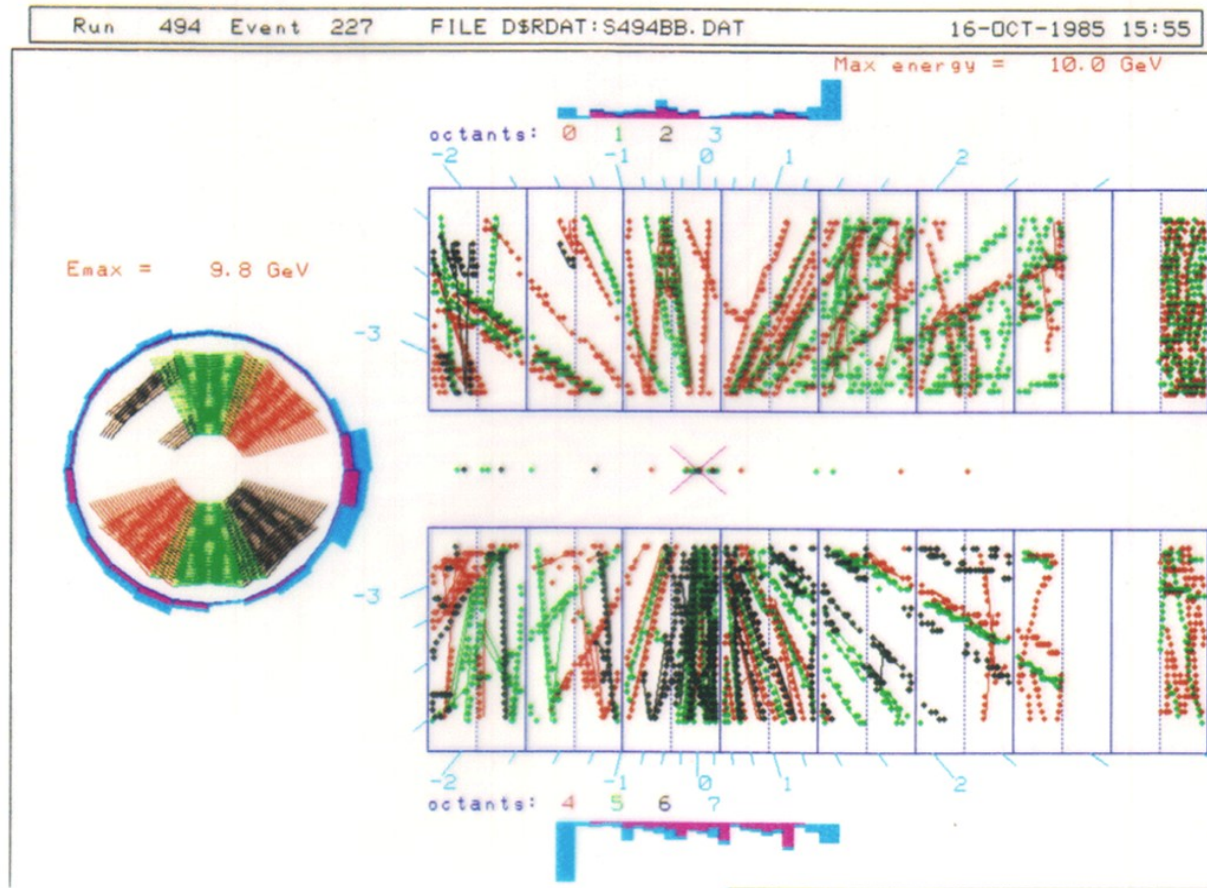 Run 494 Event 227 FILE D$RDAT:S494BB.DAT 16-OCT-1985 15:55
Max energy = 10.0 GeV
octants: 0 1 2 3
-2 -1 0 1 2
Emax = 9.8 GeV
-3
-3
-2 -1 0 1 2
octants: 4 5 6 7